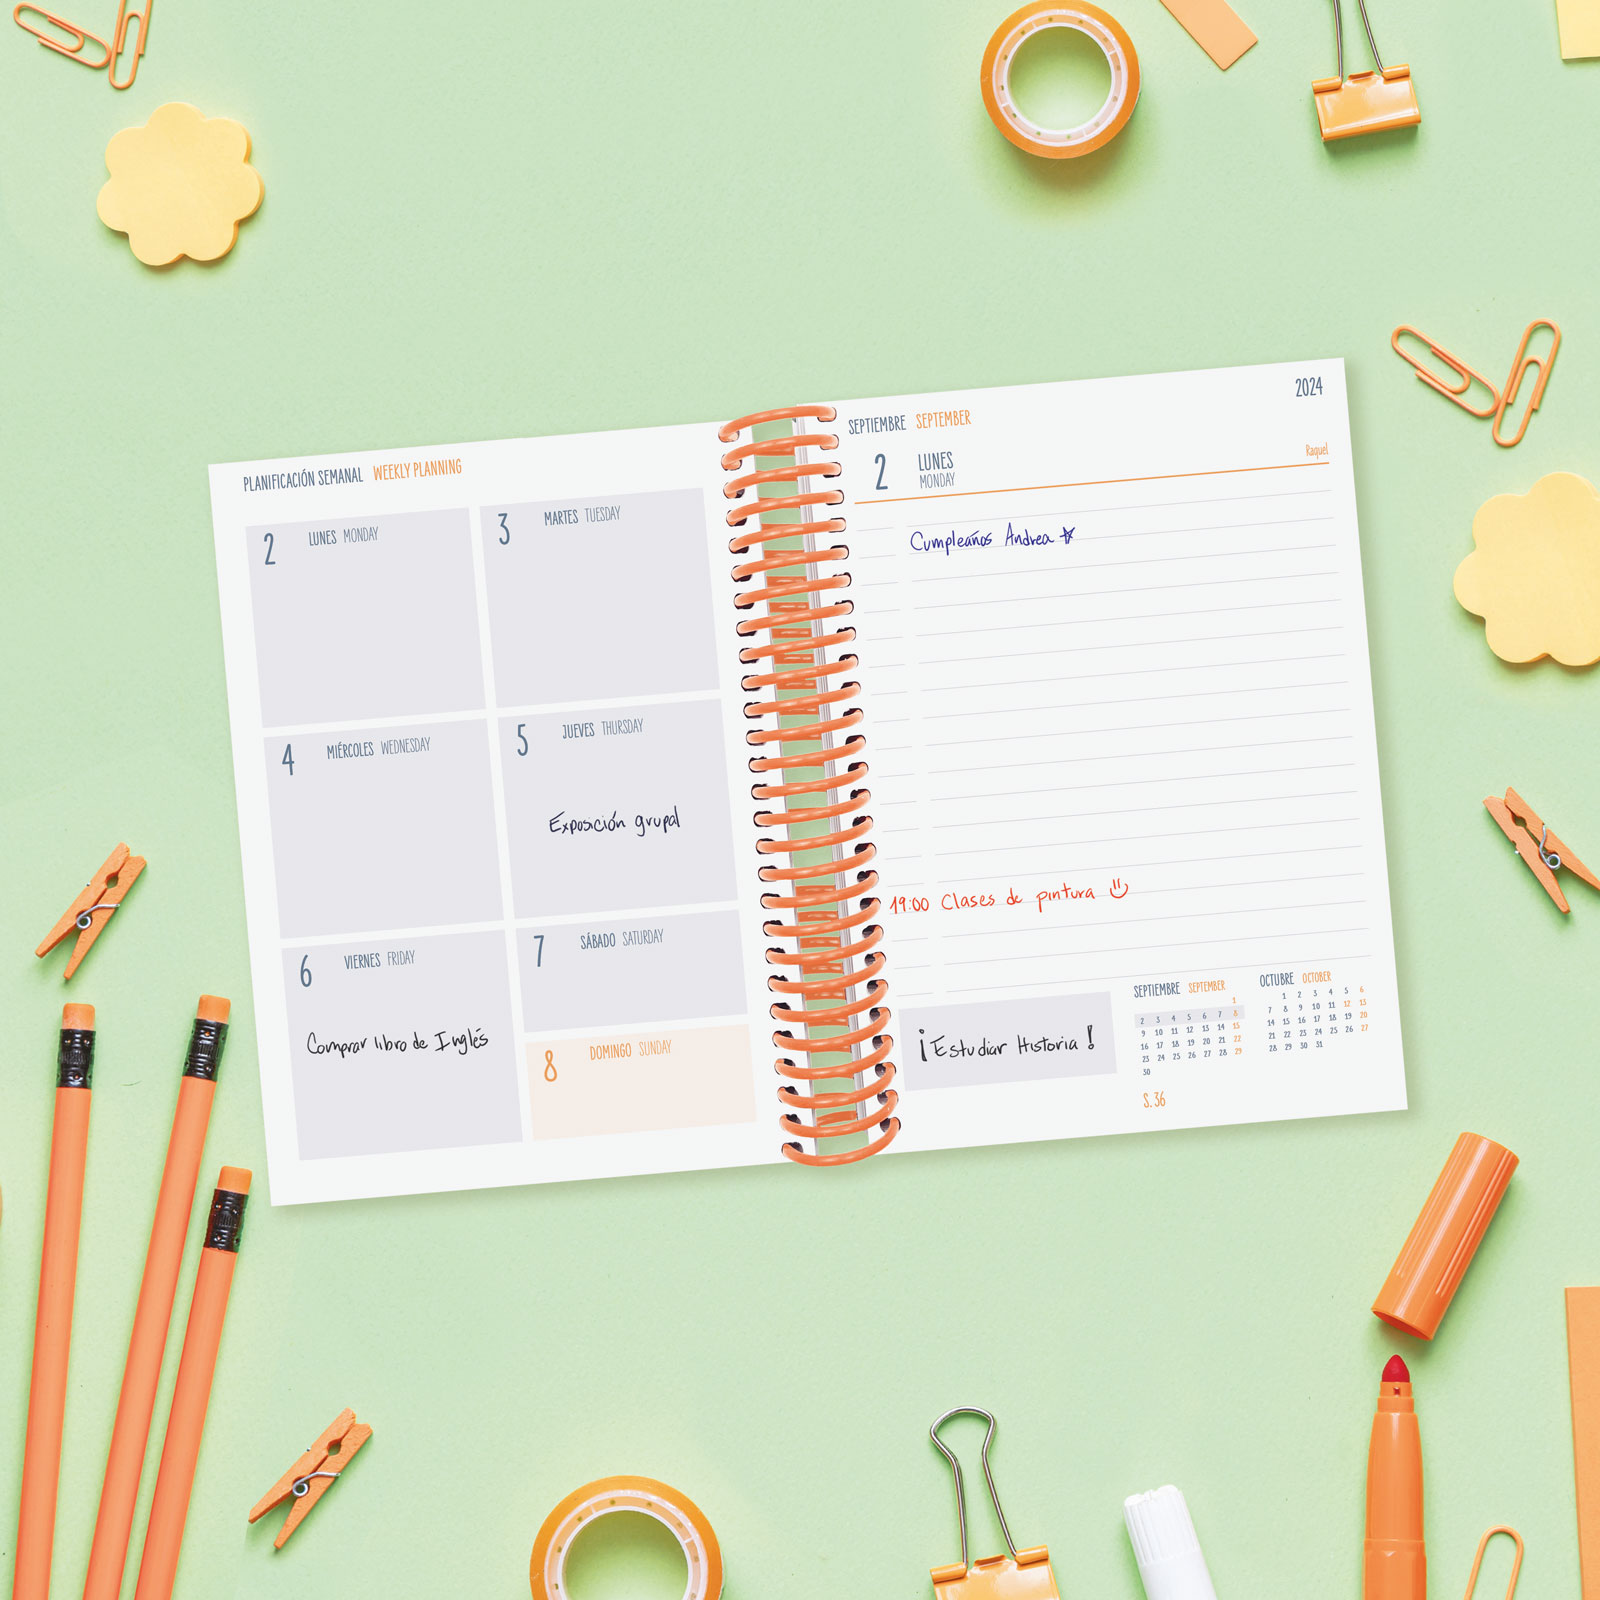 PLANIFICACIÓN SEMANAL WEEKLY PLANNING
2 LUNES MONDAY
3 MARTES TUESDAY
4 MIÉRCOLES WEDNESDAY
5 JUEVES THURSDAY
Exposición grupal
6 VIERNES FRIDAY
Comprar libro de Inglés
7 SÁBADO SATURDAY
8 DOMINGO SUNDAY
2024
SEPTIEMBRE SEPTEMBER
2 LUNES
MONDAY
Raquel
Cumpleaños Andrea
19:00 Clases de pintura
¡Estudiar Historia!
SEPTIEMBRE SEPTEMBER
1
2 3 4 5 6 7 8
9 10 11 12 13 14 15
16 17 18 19 20 21 22
23 24 25 26 27 28 29
30
S. 36
OCTUBRE OCTOBER
1 2 3 4 5 6
7 8 9 10 11 12 13
14 15 16 17 18 19 20
21 22 23 24 25 26 27
28 29 30 31